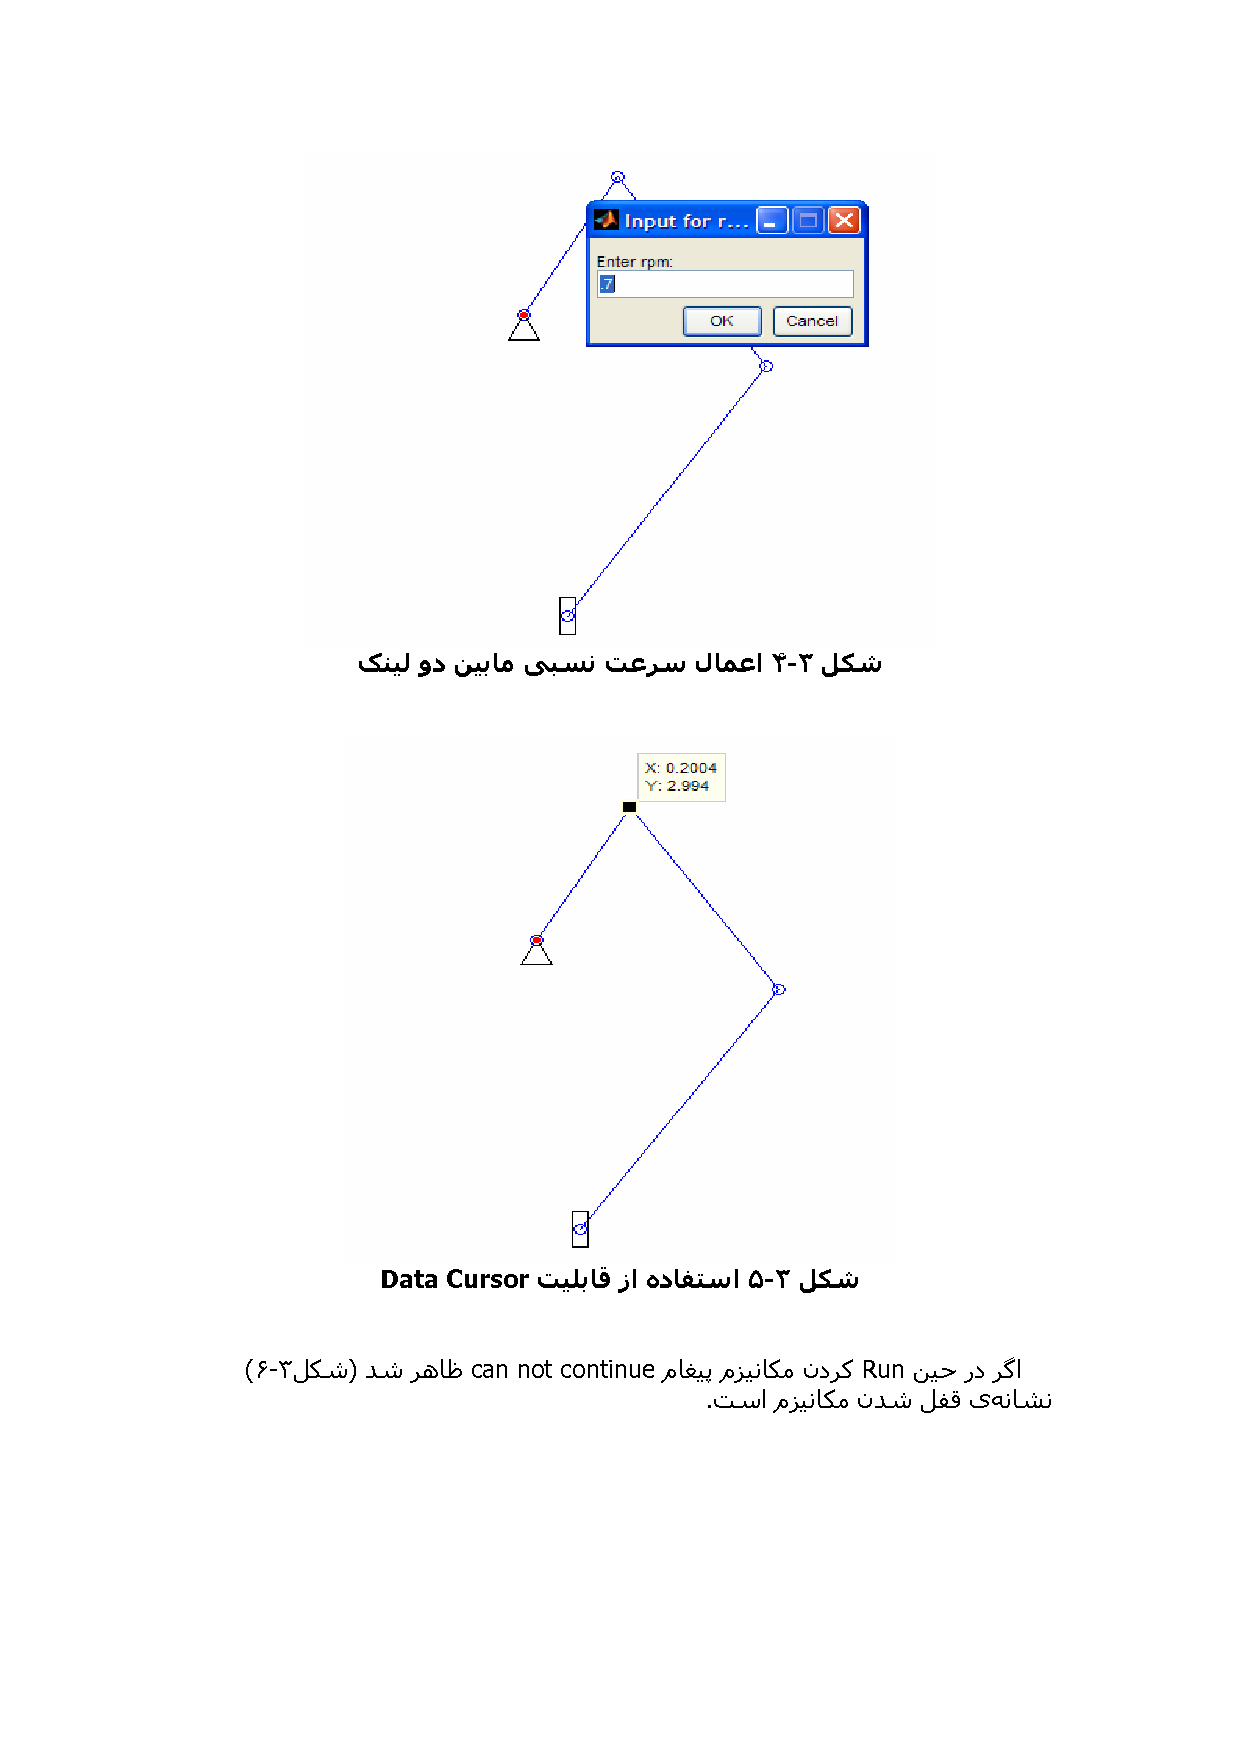 Input for r...
Enter rpm:
.7
OK Cancel
شکل ۳-۴ اعمال سرعت نسبی مابین دو لینک
X: 0.2004
Y: 2.994
شکل ۳-۵ استفاده از قابلیت Data Cursor
اگر در حین Run کردن مکانیزم پیغام can not continue ظاهر شد (شکل۳-۶)
نشانه‌ی قفل شدن مکانیزم است.